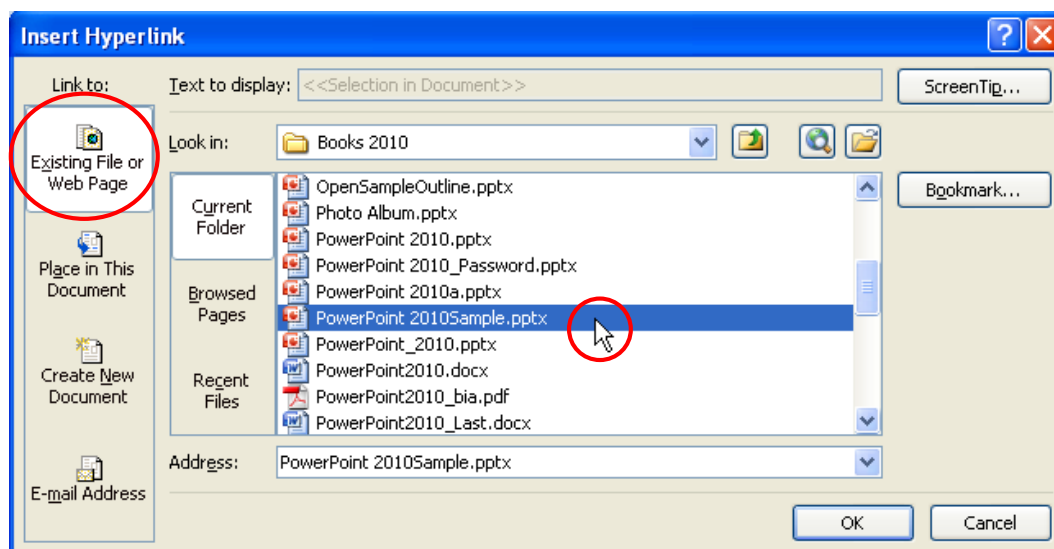 Insert Hyperlink
Link to:
Text to display: <<Selection in Document>>
ScreenTip...
Existing File or
Web Page
Look in: Books 2010
Bookmark...
Current
Folder
OpenSampleOutline.pptx
Photo Album.pptx
PowerPoint 2010.pptx
PowerPoint 2010_Password.pptx
PowerPoint 2010a.pptx
PowerPoint 2010Sample.pptx
PowerPoint_2010.pptx
PowerPoint2010.docx
PowerPoint2010_bia.pdf
PowerPoint2010_Last.docx
Place in This
Document
Browsed
Pages
Create New
Document
Recent
Files
E-mail Address
Address: PowerPoint 2010Sample.pptx
OK
Cancel